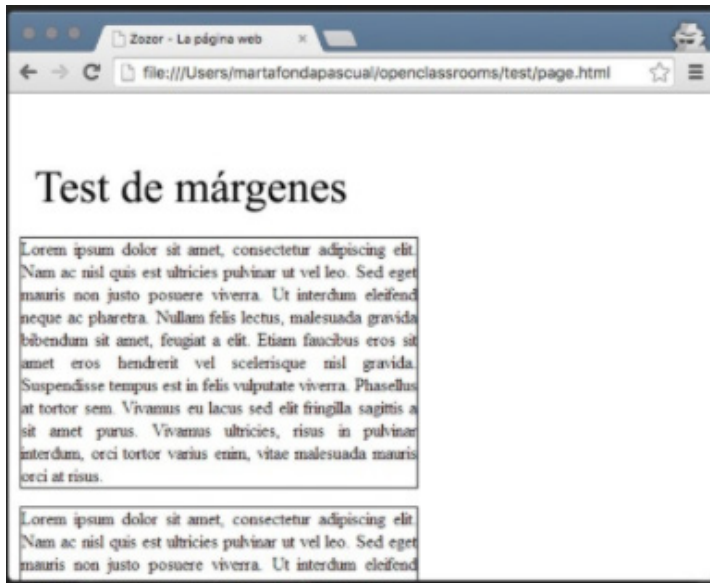 Zozor - La página web
file:///Users/martafondapascual/openclassrooms/test/page.html
Test de márgenes
Lorem ipsum dolor sit amet, consectetur adipiscing elit.
Nam ac nisl quis est ultricies pulvinar ut vel leo. Sed eget
mauris non justo posuere viverra. Ut interdum eleifend
neque ac pharetra. Nullam felis lectus, malesuada gravida
bibendum sit amet, feugiat a elit. Etiam faucibus eros sit
amet eros hendrerit vel scelerisque nisl gravida.
Suspendisse tempus est in felis vulputate viverra. Phasellus
at tortor sem. Vivamus eu lacus sed elit fringilla sagittis a
sit amet purus. Vivamus ultricies, risus in pulvinar
interdum, orci tortor varius enim, vitae malesuada mauris
orci at risus.
Lorem ipsum dolor sit amet, consectetur adipiscing elit.
Nam ac nisl quis est ultricies pulvinar ut vel leo. Sed eget
mauris non justo posuere viverra. Ut interdum eleifend